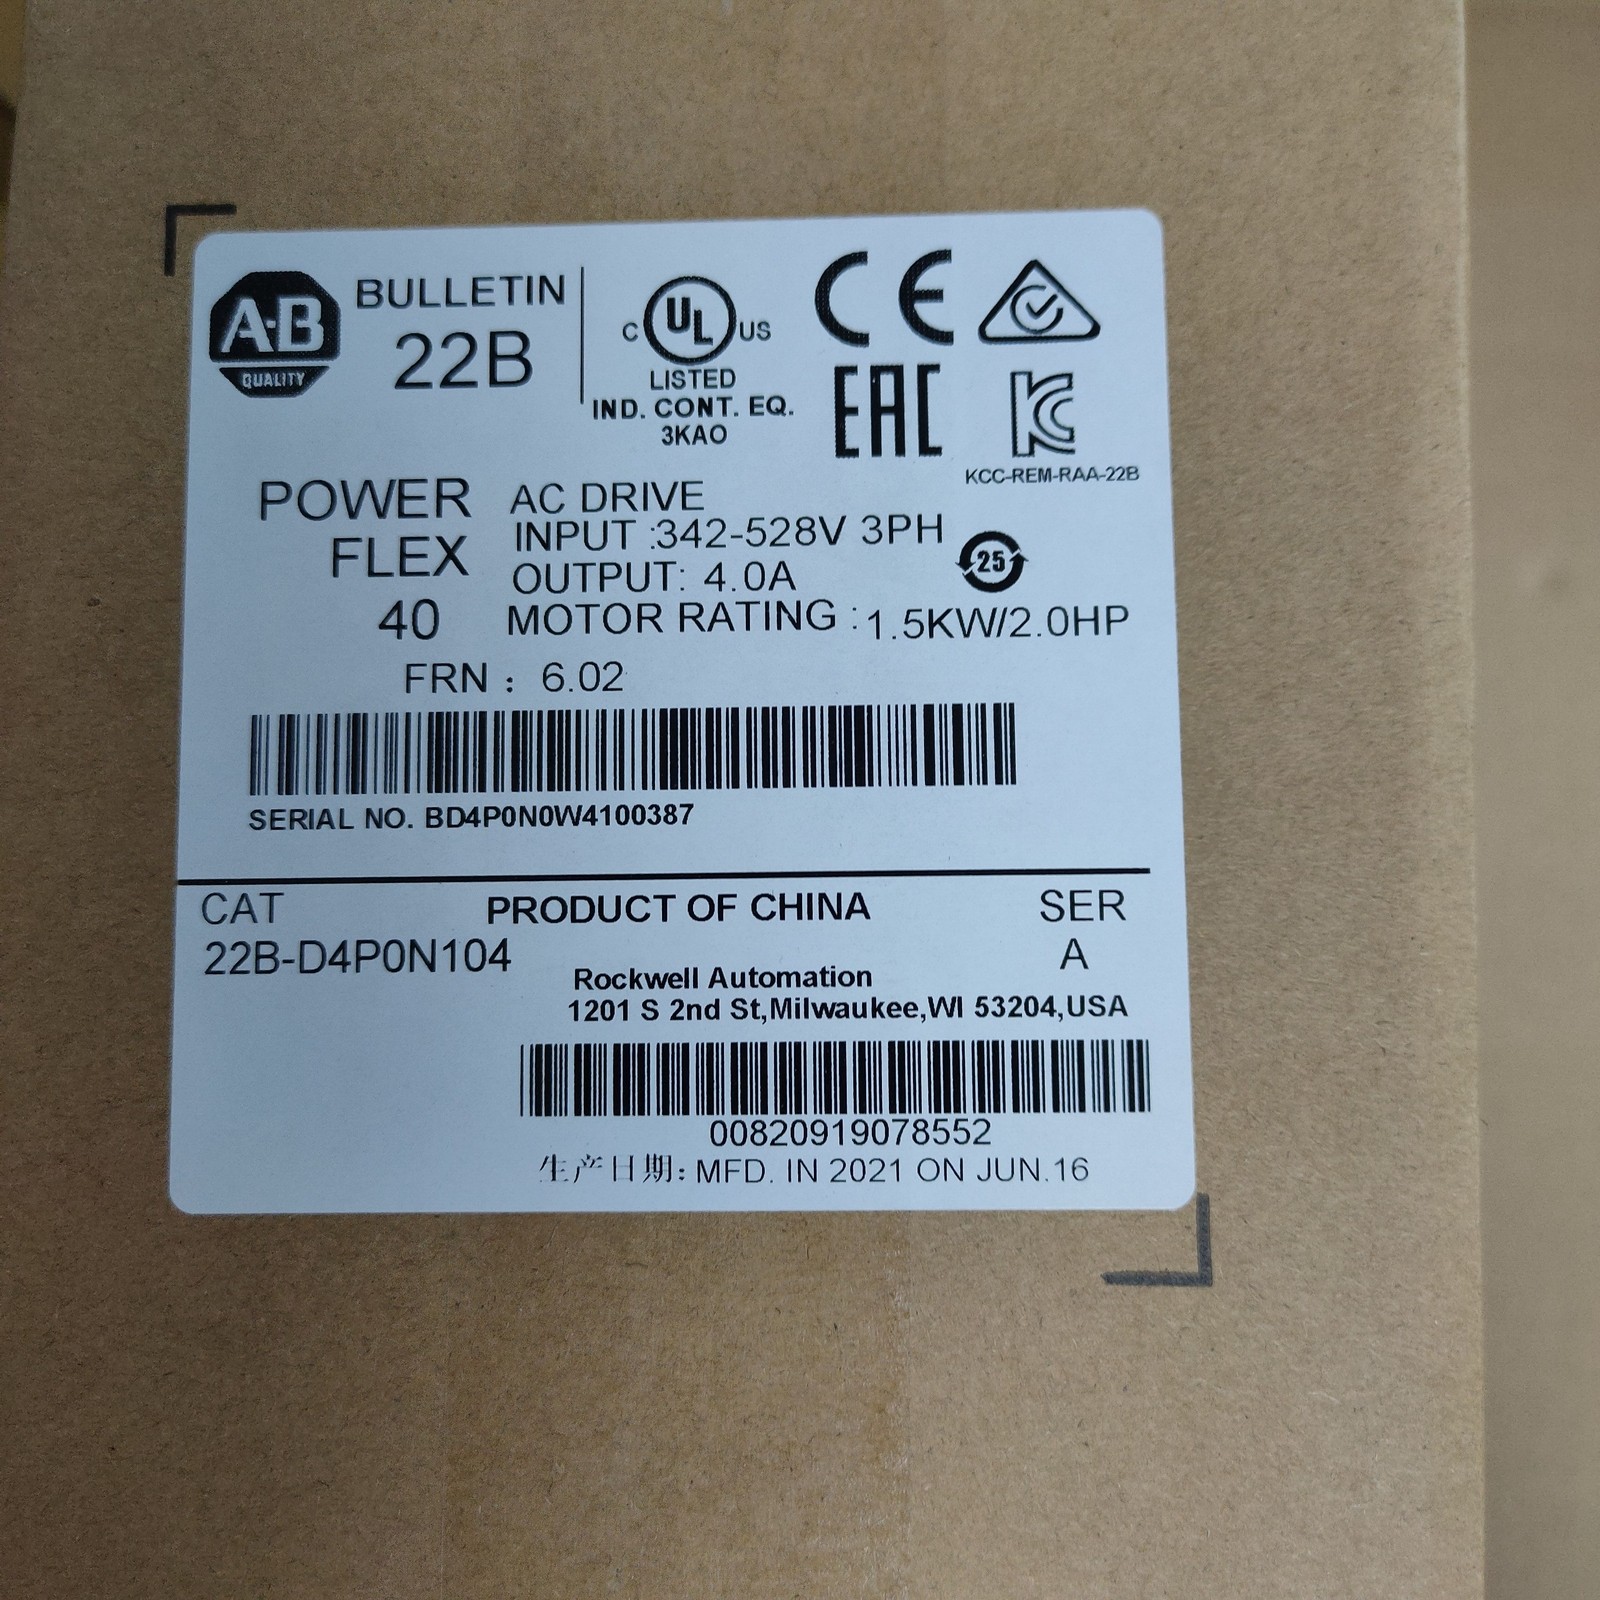 A-B
QUALITY
BULLETIN
22B
C UL US
LISTED
IND. CONT. EQ.
3KAO
CE
EAC
KC
KCC-REM-RAA-22B
POWER
FLEX
40
AC DRIVE
INPUT :342-528V 3PH
OUTPUT: 4.0A
25
MOTOR RATING : 1.5KW/2.0HP
FRN : 6.02
SERIAL NO. BD4P0N0W4100387
CAT
22B-D4P0N104
PRODUCT OF CHINA
SER
A
Rockwell Automation
1201 S 2nd St,Milwaukee,WI 53204,USA
00820919078552
生产日期: MFD. IN 2021 ON JUN.16